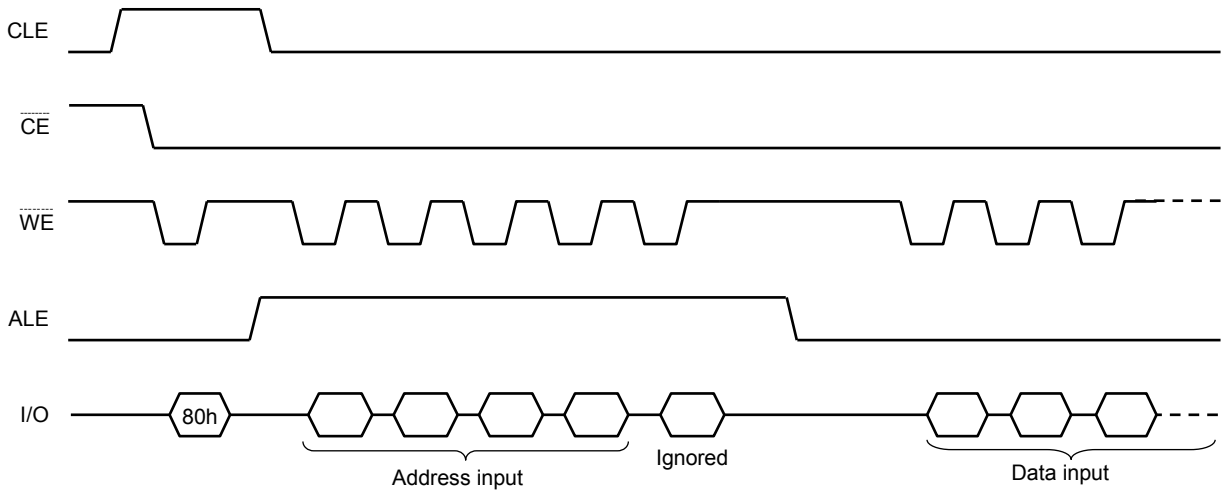 CLE
CE
WE
ALE
I/O
80h
Address input
Ignored
Data input